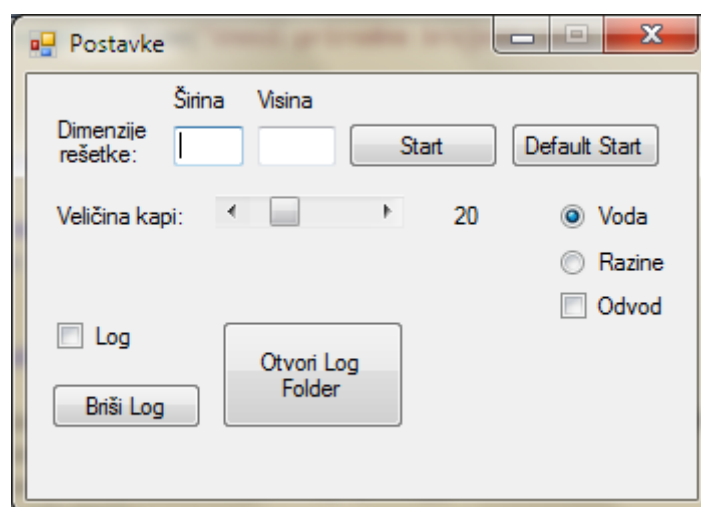 Postavke
Širina Visina
Dimenzije
rešetke:
Start Default Start
Veličina kapi: 20 Voda
Razine
Odvod
Log
Otvori Log
Folder
Briši Log